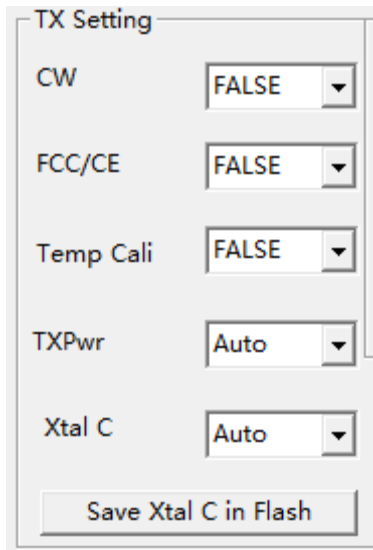 TX Setting
CW FALSE
FCC/CE FALSE
Temp Cali FALSE
TXPwr Auto
Xtal C Auto
Save Xtal C in Flash